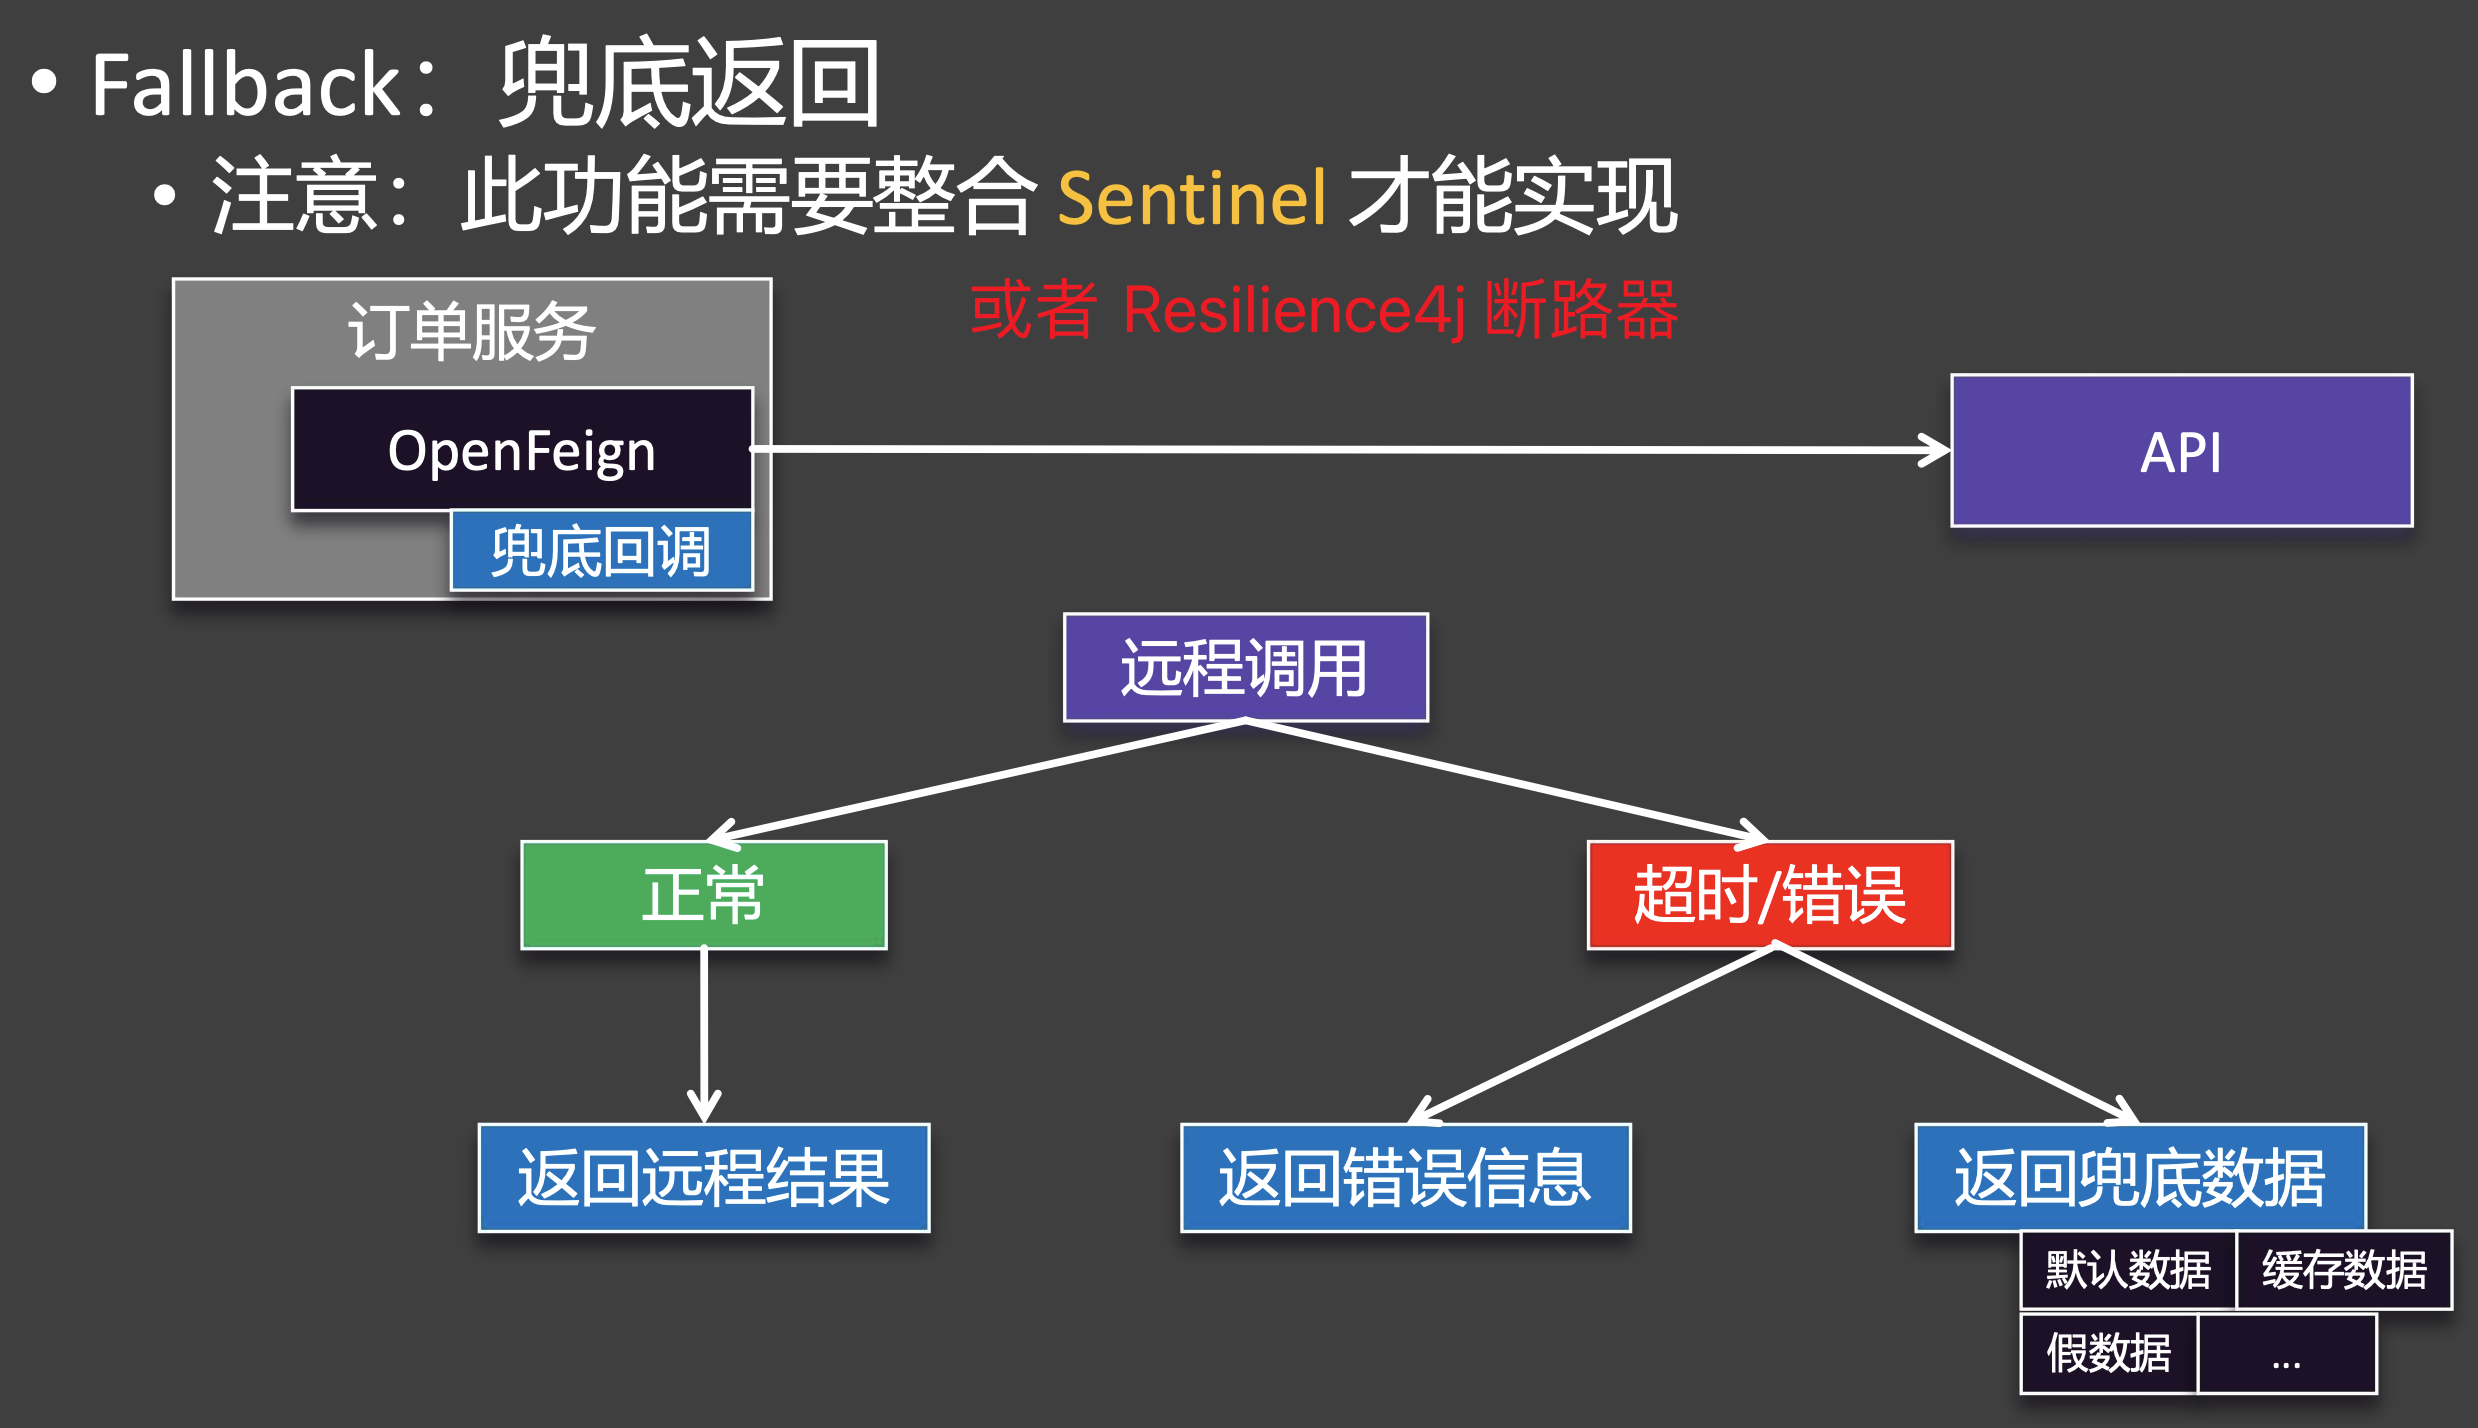 • Fallback：兜底返回
• 注意：此功能需要整合 Sentinel 才能实现
或者 Resilience4j 断路器
订单服务
OpenFeign
API
兜底回调
远程调用
正常
超时/错误
返回远程结果
返回错误信息
返回兜底数据
默认数据
缓存数据
假数据
...